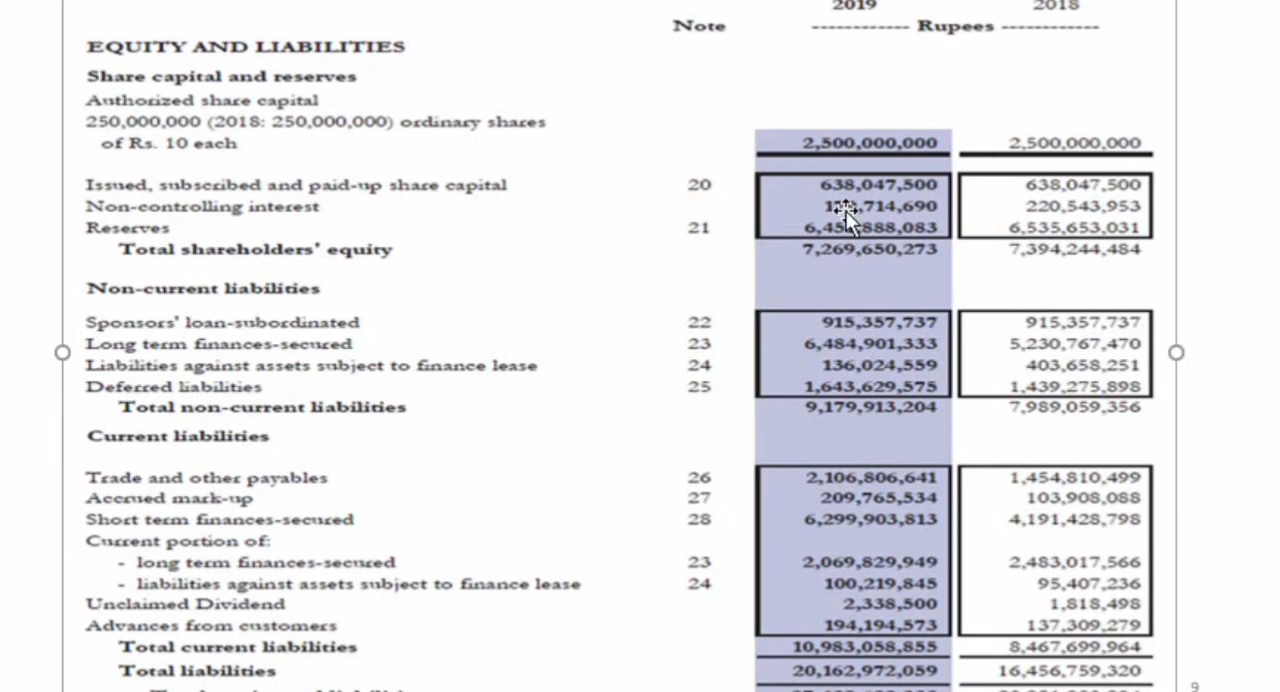 2019 2018
Note ------------ Rupees ------------
EQUITY AND LIABILITIES
Share capital and reserves
Authorized share capital
250,000,000 (2018: 250,000,000) ordinary shares
of Rs. 10 each 2,500,000,000 2,500,000,000
Issued, subscribed and paid-up share capital 20 638,047,500 638,047,500
Non-controlling interest 220,543,953
Reserves 21 6,535,653,031
Total shareholders' equity 7,269,650,273 7,394,244,484
Non-current liabilities
Sponsors' loan-subordinated 22 915,357,737 915,357,737
Long term finances-secured 23 6,484,901,333 5,230,767,470
Liabilities against assets subject to finance lease 24 136,024,559 403,658,251
Deferred liabilities 25 1,643,629,575 1,439,275,898
Total non-current liabilities 9,179,913,204 7,989,059,356
Current liabilities
Trade and other payables 26 2,106,806,641 1,454,810,499
Accrued mark-up 27 209,765,534 103,908,088
Short term finances-secured 28 6,299,903,813 4,191,428,798
Current portion of:
- long term finances-secured 23 2,069,829,949 2,483,017,566
- liabilities against assets subject to finance lease 24 100,219,845 95,407,236
Unclaimed Dividend 2,338,500 1,818,498
Advances from customers 194,194,573 137,309,279
Total current liabilities 10,983,058,855 8,467,699,964
Total liabilities 20,162,972,059 16,456,759,320
9